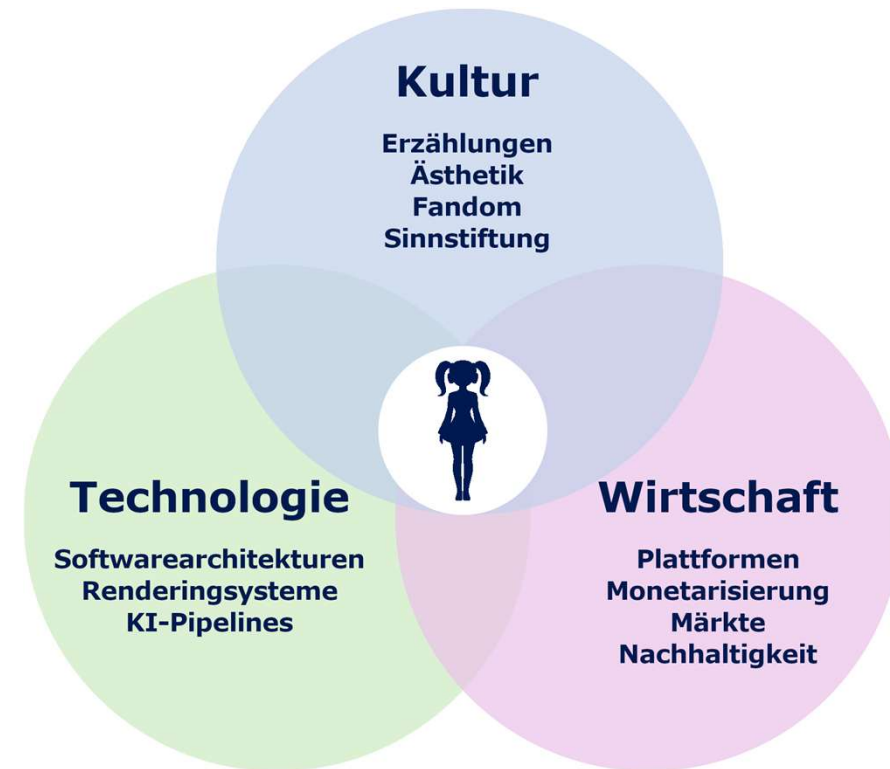 Kultur
Erzählungen
Ästhetik
Fandom
Sinnstiftung
Technologie
Softwarearchitekturen
Renderingsysteme
KI-Pipelines
Wirtschaft
Plattformen
Monetarisierung
Märkte
Nachhaltigkeit